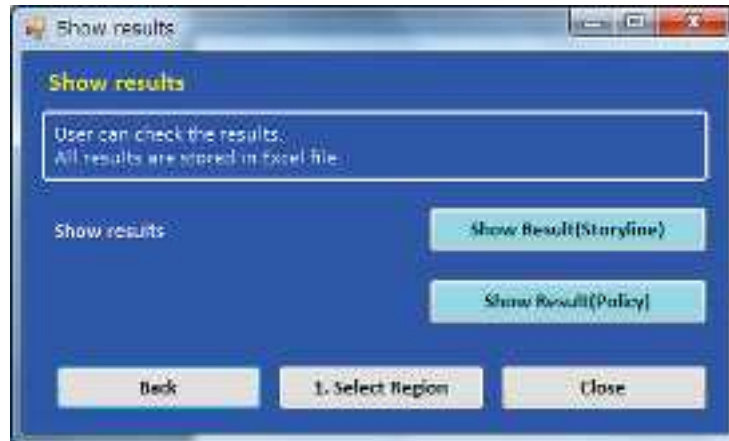 Show results
Show results
User can check the results.
All results are stored in Excel file
Show results
Show Result(Storyline)
Show Result(Policy)
Back
1. Select Region
Close